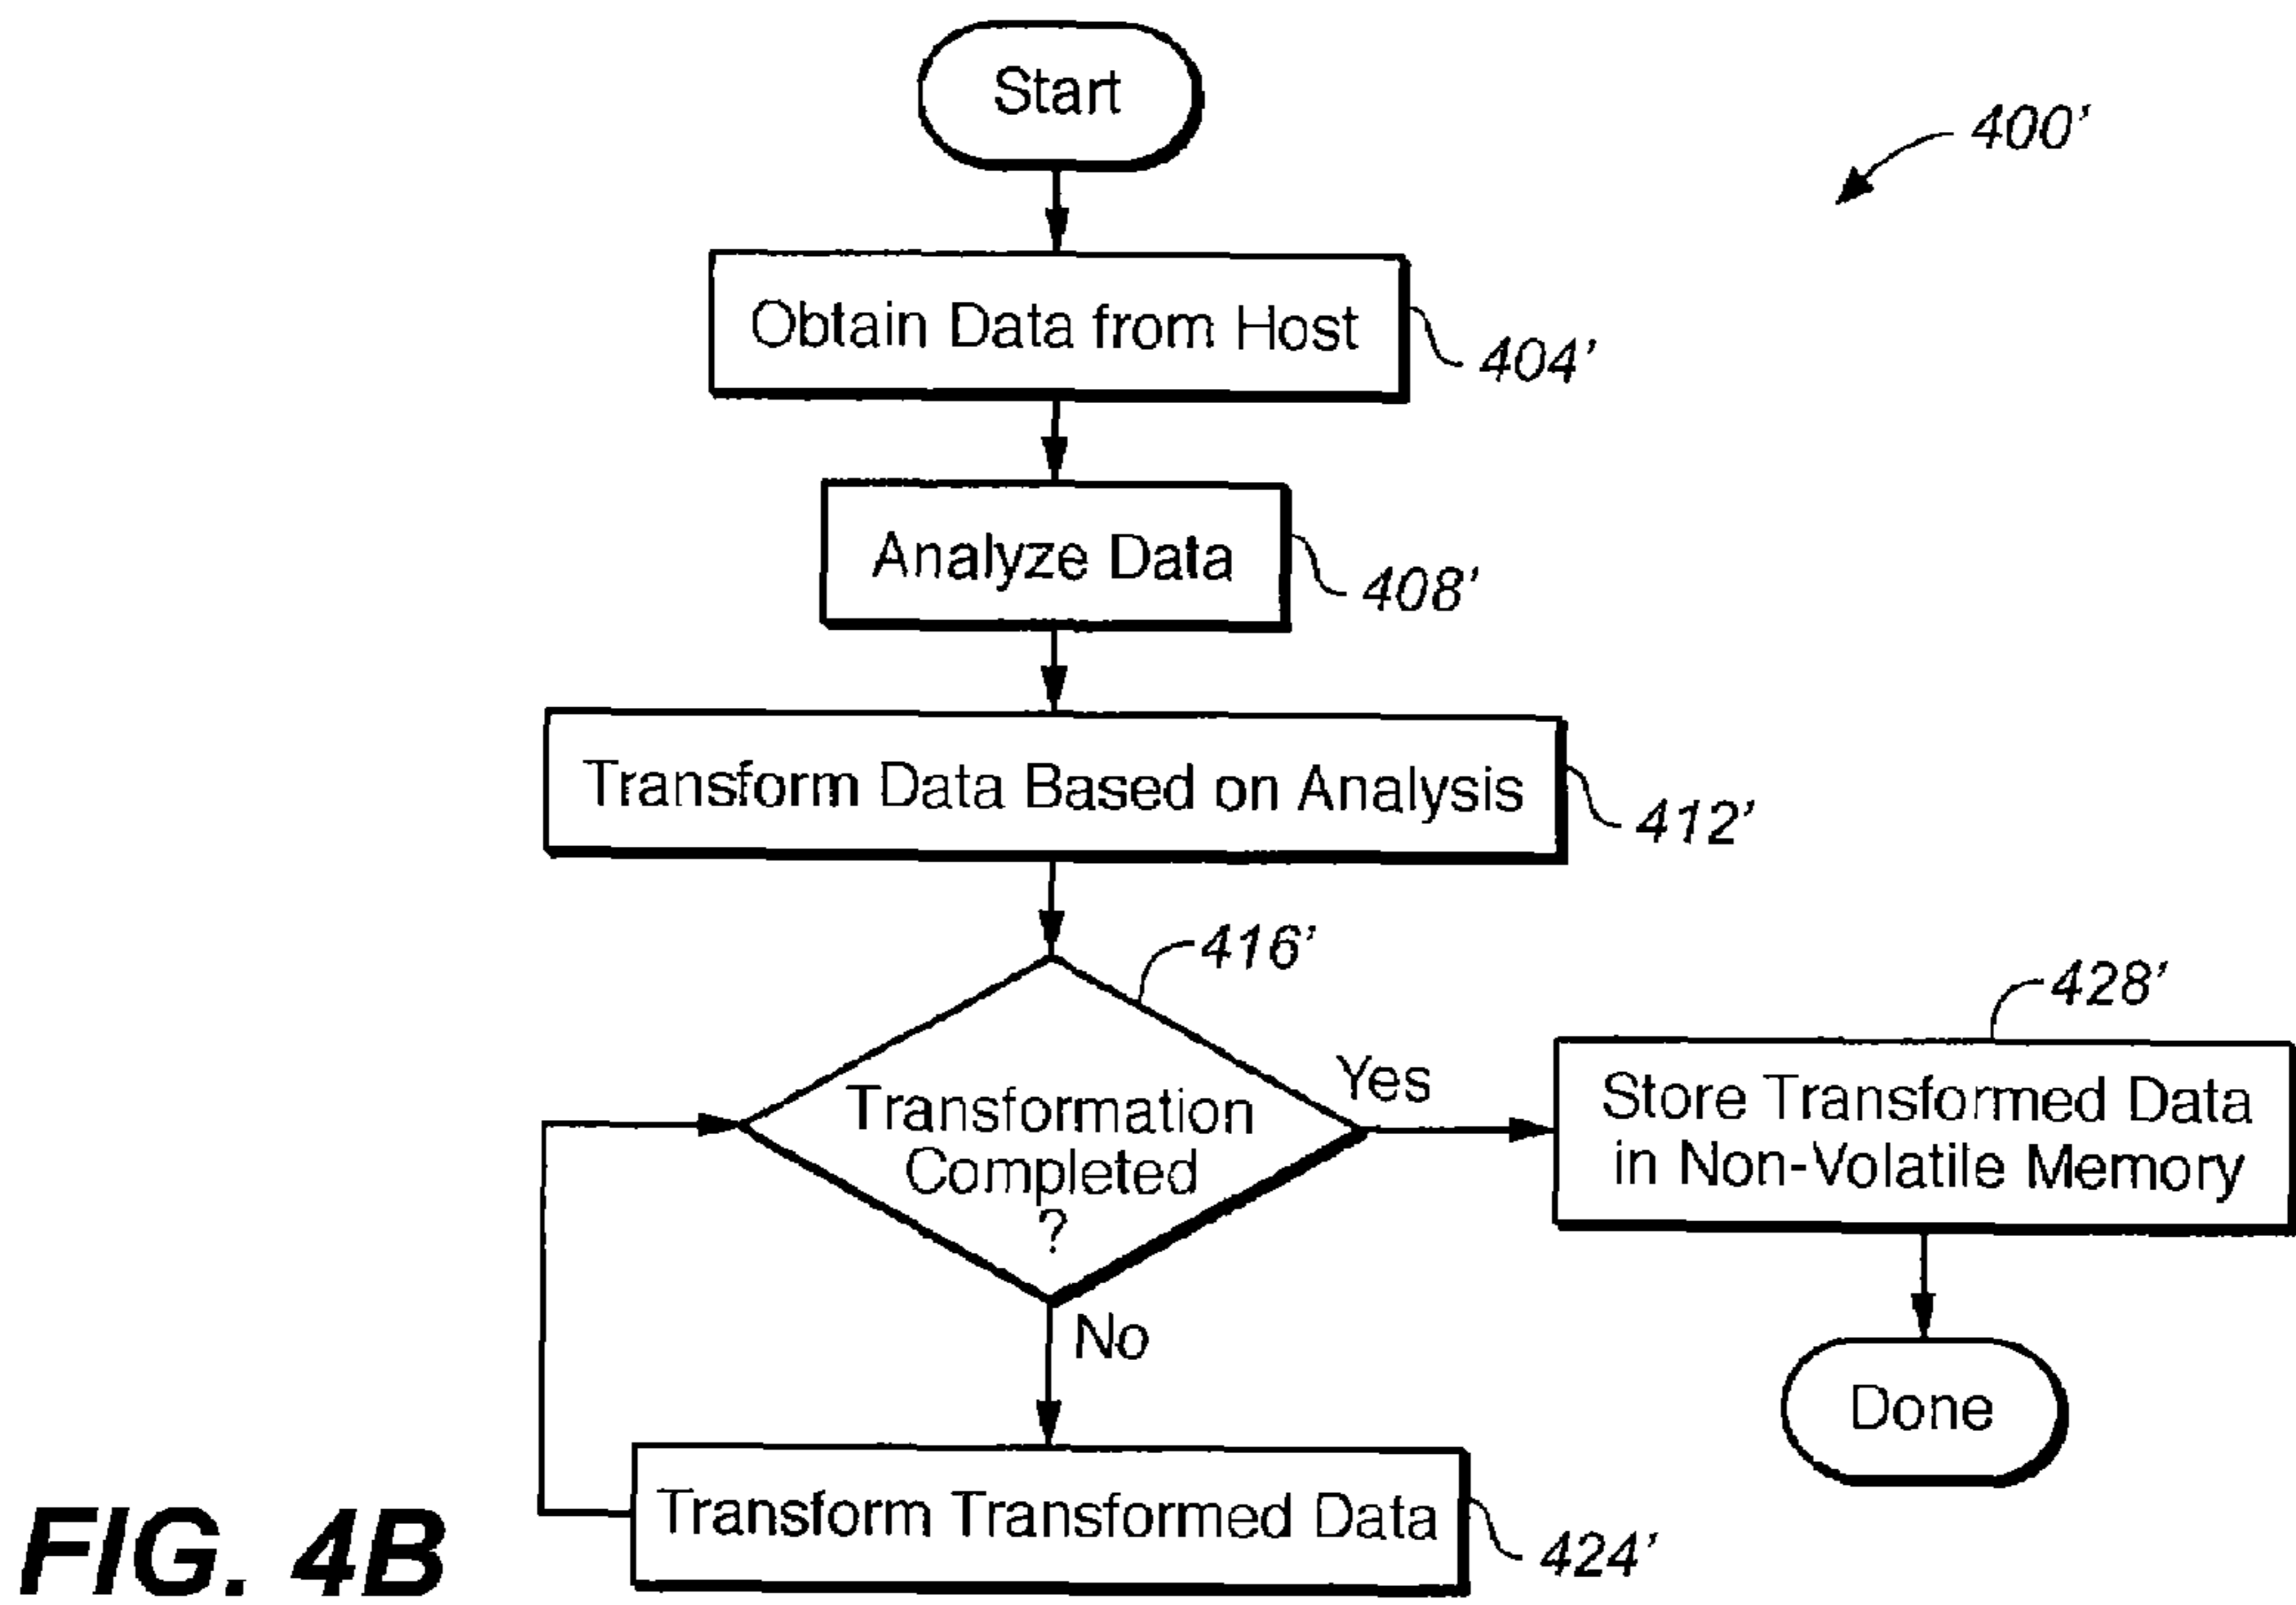 Start
400'
Obtain Data from Host
404'
Analyze Data
408'
Transform Data Based on Analysis
412'
416'
Transformation
Completed
?
Yes
No
428'
Store Transformed Data
in Non-Volatile Memory
Done
Transform Transformed Data
424'
FIG. 4B